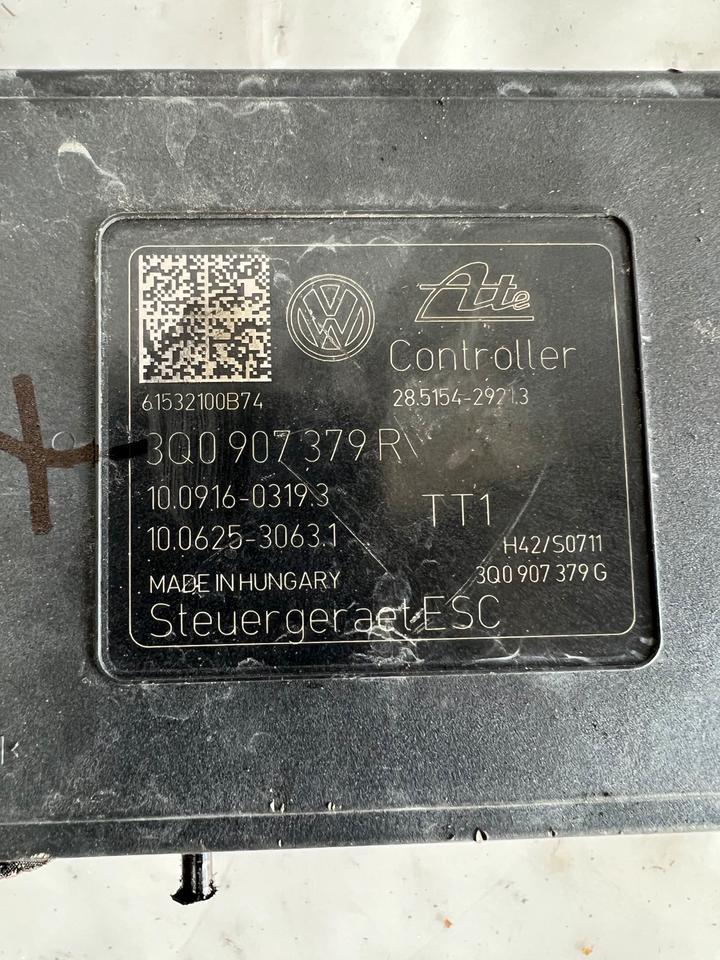 VW
Ate
Controller
61532100B74
28.5154-2921.3
3Q0 907 379 R
10.0916-0319.3
TT1
10.0625-3063.1
H42/S0711
MADE IN HUNGARY
3Q0 907 379 G
Steuergeraet ESC